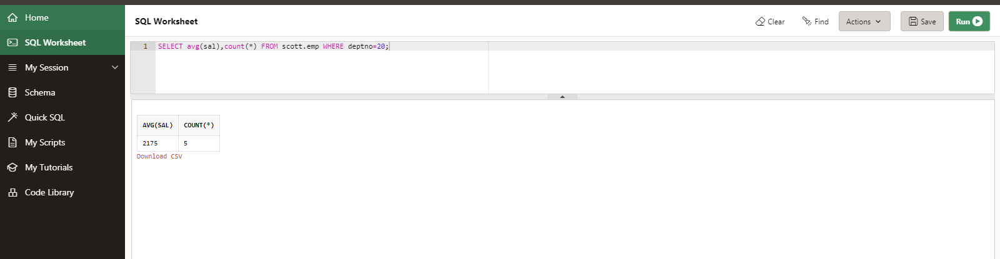 Home
SQL Worksheet
My Session
Schema
Quick SQL
My Scripts
My Tutorials
Code Library
SQL Worksheet
Clear
Find
Actions
Save
Run
1 SELECT avg(sal),count(*) FROM scott.emp WHERE deptno=20;
AVG(SAL) COUNT(*)
2175 5
Download CSV